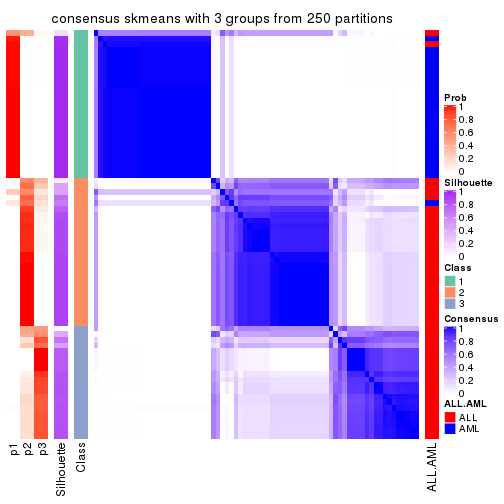 consensus skmeans with 3 groups from 250 partitions
Prob
1
0.8
0.6
0.4
0.2
0
Silhouette
1
0.8
0.6
0.4
0.2
0
Class
1
2
3
Consensus
1
0.8
0.6
0.4
0.2
0
ALL.AML
ALL
AML
p1
p2
p3
Silhouette
Class
ALL.AML